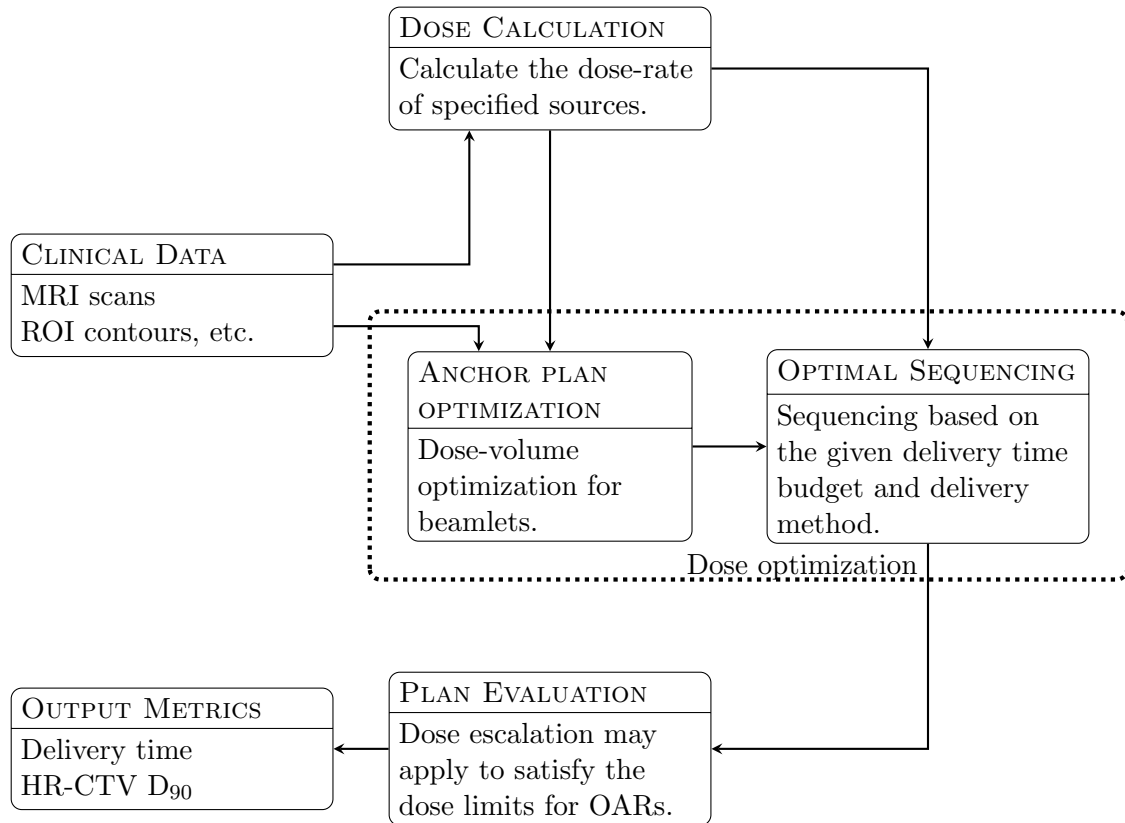 DOSE CALCULATION
Calculate the dose-rate
of specified sources.
CLINICAL DATA
MRI scans
ROI contours, etc.
ANCHOR PLAN
OPTIMIZATION
Dose-volume
optimization for
beamlets.
OPTIMAL SEQUENCING
Sequencing based on
the given delivery time
budget and delivery
method.
Dose optimization
OUTPUT METRICS
Delivery time
HR-CTV D₉₀
PLAN EVALUATION
Dose escalation may
apply to satisfy the
dose limits for OARs.